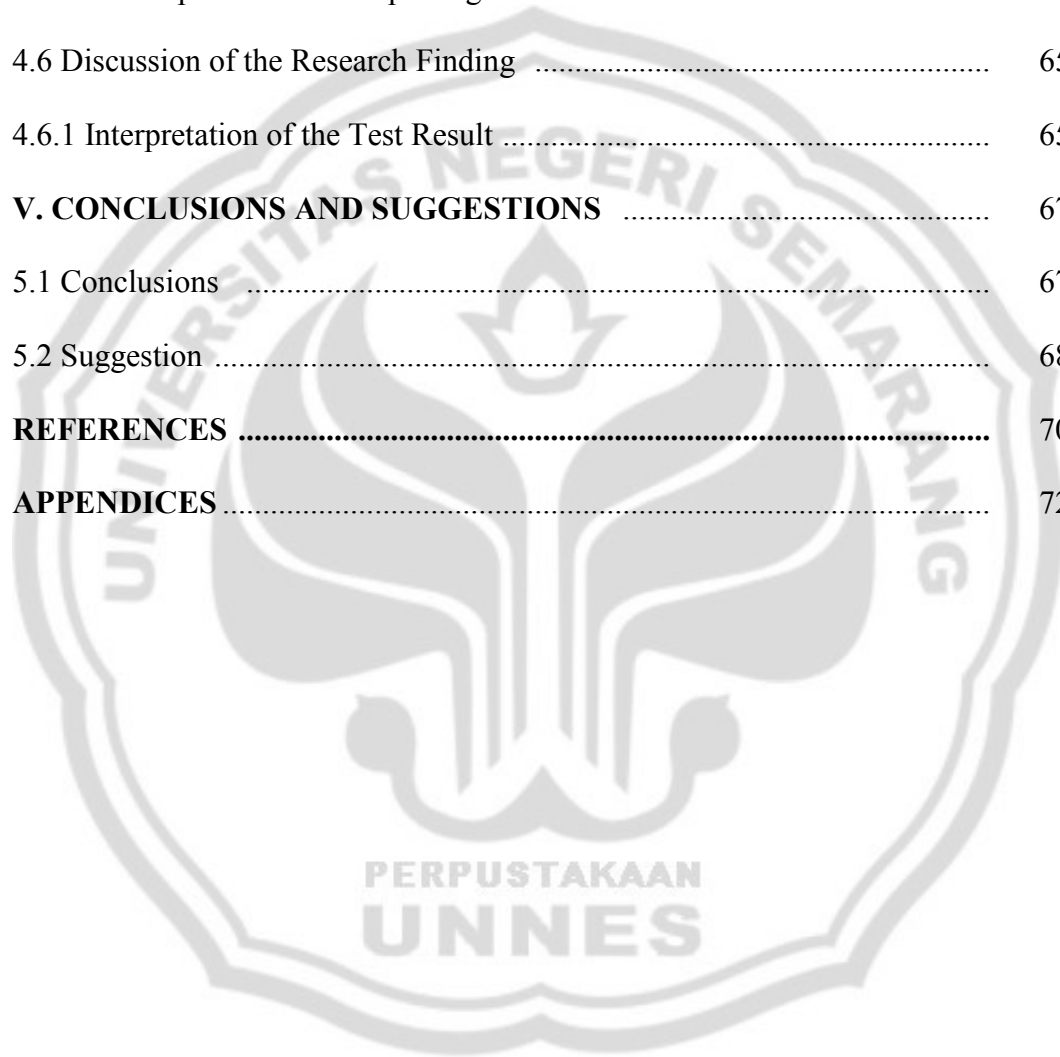 4.6 Discussion of the Research Finding ................................................................ 65
4.6.1 Interpretation of the Test Result ................................................................ 65
V. CONCLUSIONS AND SUGGESTIONS ................................................ 67
5.1 Conclusions ................................................................................................ 67
5.2 Suggestion ................................................................................................ 68
REFERENCES ................................................................................................ 70
APPENDICES ................................................................................................ 72
UNIVERSITAS NEGERI SEMARANG
PERPUSTAKAAN
UNNES